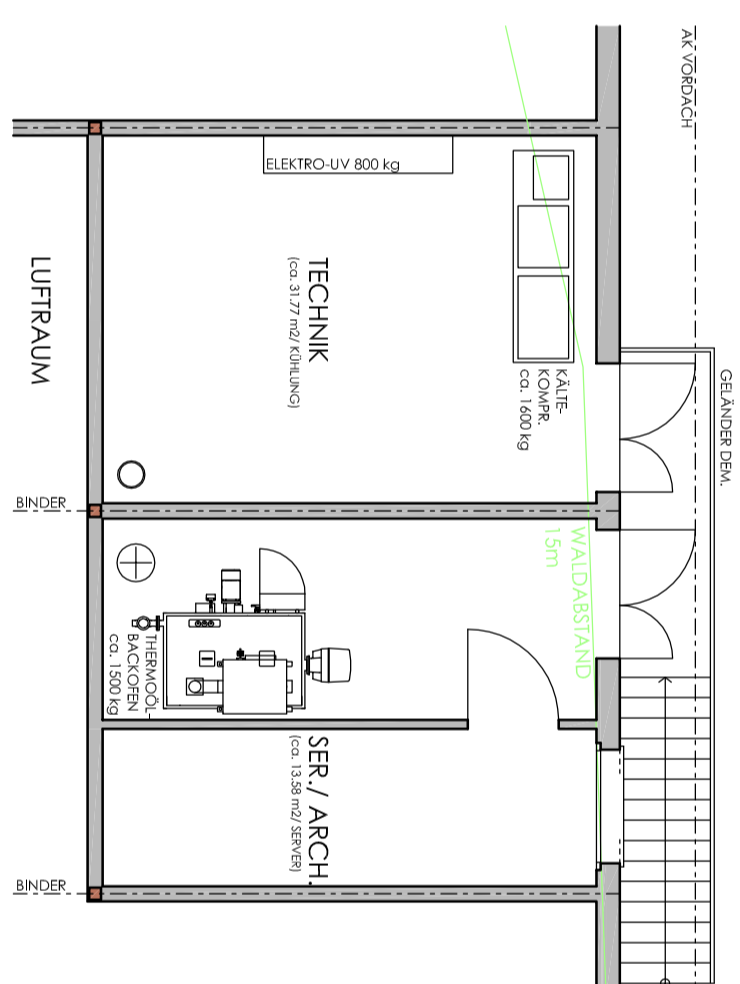 AK VORDACH
GELÄNDER DEM.
ELEKTRO-UV 800 kg
KÄLTE-
KOMPR.
ca. 1600 kg
TECHNIK
(ca. 31.77 m2/ KÜHLUNG)
LUFTRAUM
BINDER
WALDABSTAND
15m
THERMOÖL-
BACKOFEN
ca. 1500 kg
SER./ ARCH.
(ca. 13.58 m2/ SERVER)
BINDER